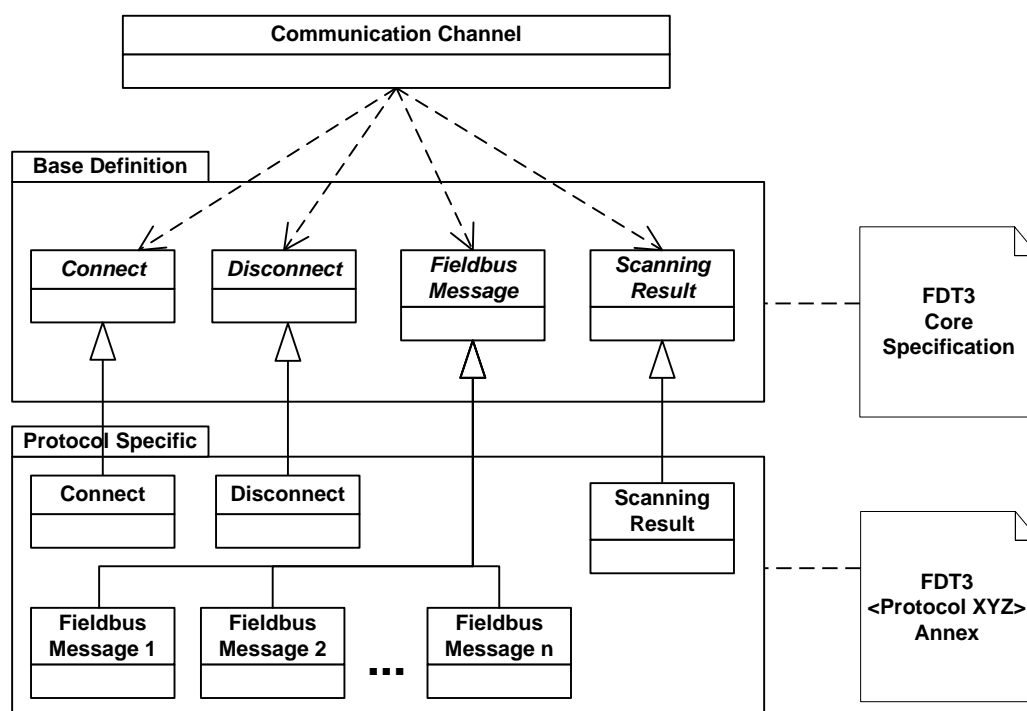 Communication Channel
Base Definition
Connect
Disconnect
Fieldbus
Message
Scanning
Result
FDT3
Core
Specification
Protocol Specific
Connect
Disconnect
Scanning
Result
Fieldbus
Message 1
Fieldbus
Message 2
...
Fieldbus
Message n
FDT3
<Protocol XYZ>
Annex